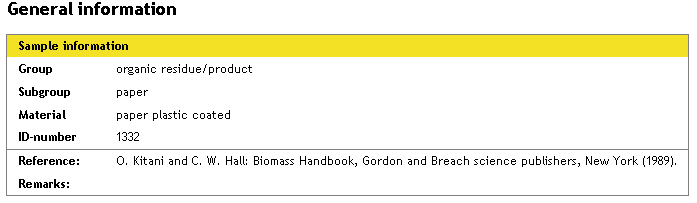 General information
Sample information
Group organic residue/product
Subgroup paper
Material paper plastic coated
ID-number 1332
Reference: O. Kitani and C. W. Hall: Biomass Handbook, Gordon and Breach science publishers, New York (1989).
Remarks: